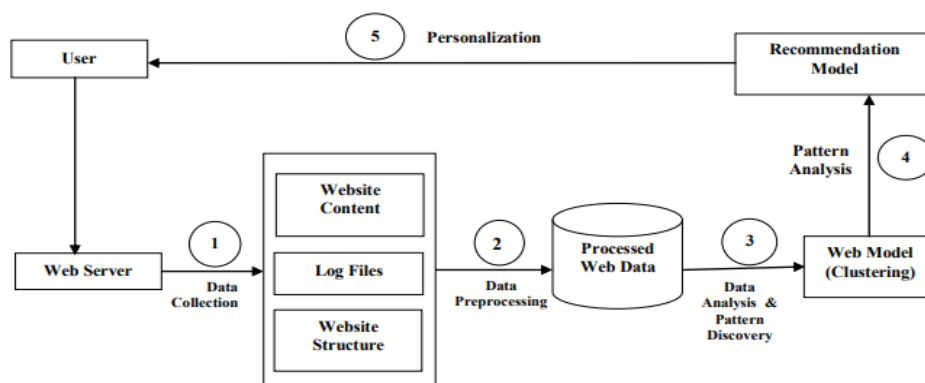 5
Personalization
User
Recommendation
Model
Pattern
Analysis
4
Website
Content
1
2
3
Web Server
Log Files
Processed
Web Data
Web Model
(Clustering)
Data
Collection
Data
Preprocessing
Data
Analysis &
Pattern
Discovery
Website
Structure